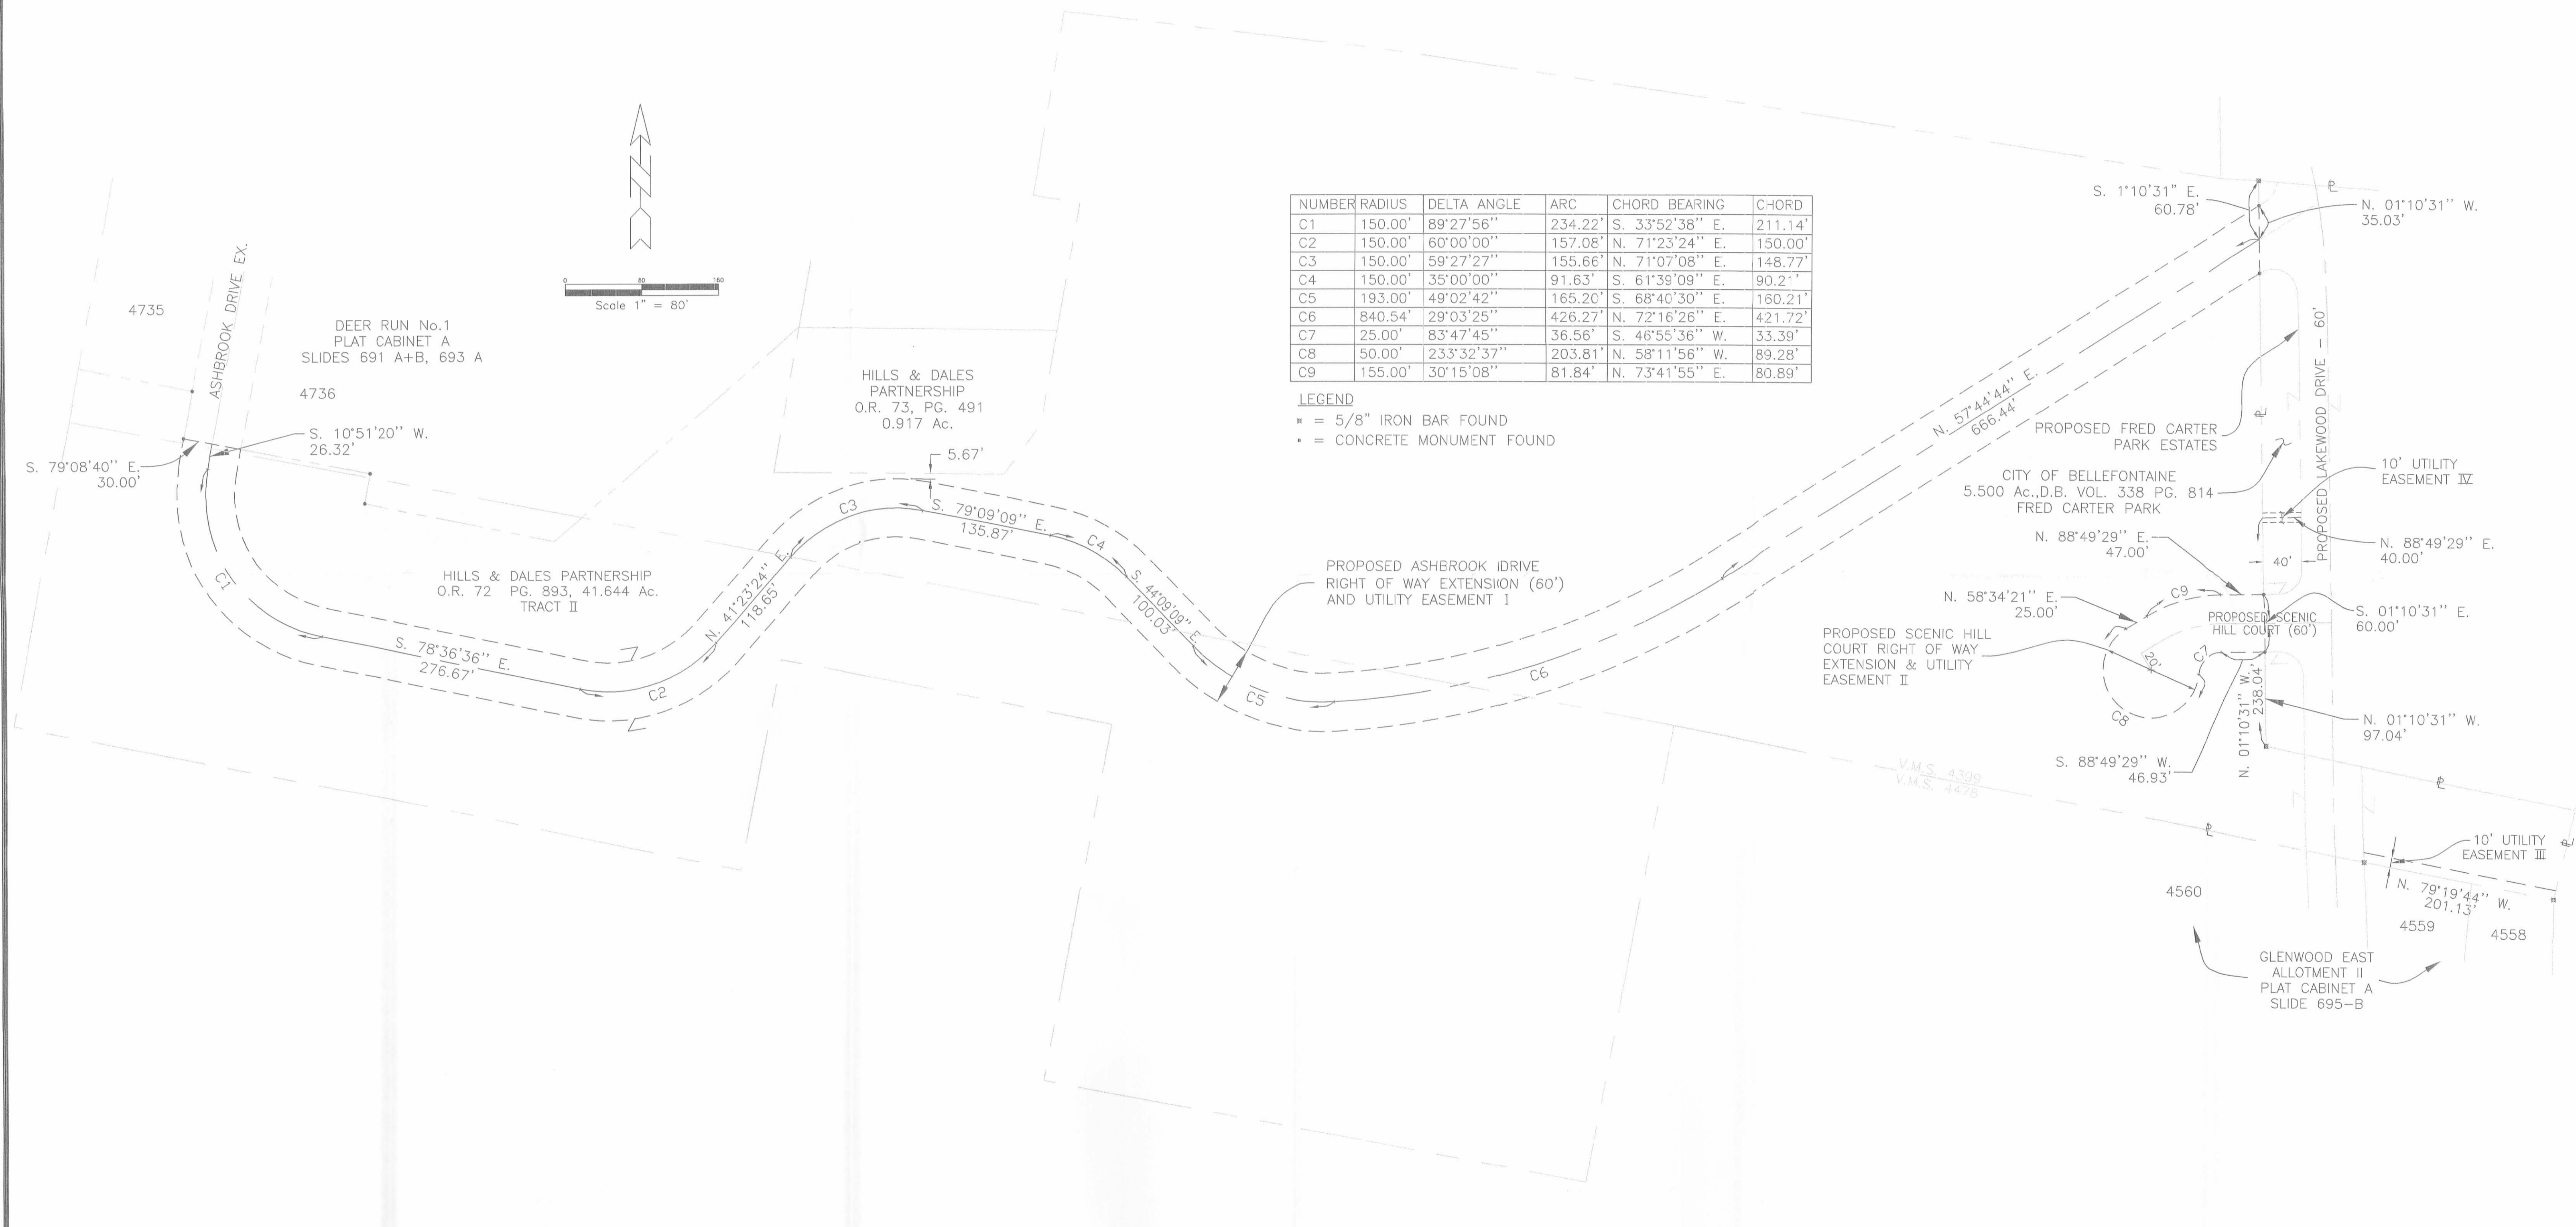 S. 1°10'31" E.
60.78'
N. 01°10'31" W.
35.03'
NUMBER RADIUS DELTA ANGLE ARC CHORD BEARING CHORD
C1 150.00' 89°27'56" 234.22' S. 33°52'38" E. 211.14'
C2 150.00' 60°00'00" 157.08' N. 71°23'24" E. 150.00'
C3 150.00' 59°27'27" 155.66' N. 71°07'08" E. 148.77'
C4 150.00' 35°00'00" 91.63' S. 61°39'09" E. 90.21'
C5 193.00' 49°02'42" 165.20' S. 68°40'30" E. 160.21'
C6 840.54' 29°03'25" 426.27' N. 72°16'26" E. 421.72'
C7 25.00' 83°47'45" 36.56' S. 46°55'36" W. 33.39'
C8 50.00' 233°32'37" 203.81' N. 58°11'56" W. 89.28'
C9 155.00' 30°15'08" 81.84' N. 73°41'55" E. 80.89'
LEGEND
= 5/8" IRON BAR FOUND
= CONCRETE MONUMENT FOUND
0 80 160
Scale 1" = 80'
4735
ASHBROOK DRIVE EX.
DEER RUN No.1
PLAT CABINET A
SLIDES 691 A+B, 693 A
4736
S. 10°51'20" W.
26.32'
S. 79°08'40" E.
30.00'
HILLS & DALES
PARTNERSHIP
O.R. 73, PG. 491
0.917 Ac.
5.67'
HILLS & DALES PARTNERSHIP
O.R. 72 PG. 893, 41.644 Ac.
TRACT II
C1
S. 78°36'36" E.
276.67'
C2
N. 41°23'24" E.
118.65'
C3
S. 79°09'09" E.
135.87'
C4
S. 44°09'09" E.
100.03'
C5
PROPOSED ASHBROOK DRIVE
RIGHT OF WAY EXTENSION (60')
AND UTILITY EASEMENT I
C6
N. 57°44'44" E.
666.44'
PROPOSED FRED CARTER
PARK ESTATES
PROPOSED LAKEWOOD DRIVE - 60'
CITY OF BELLEFONTAINE
5.500 Ac.,D.B. VOL. 338 PG. 814
FRED CARTER PARK
10' UTILITY
EASEMENT IV
N. 88°49'29" E.
47.00'
N. 88°49'29" E.
40.00'
40'
N. 58°34'21" E.
25.00'
C9
PROPOSED SCENIC
HILL COURT (60')
S. 01°10'31" E.
60.00'
PROPOSED SCENIC HILL
COURT RIGHT OF WAY
EXTENSION & UTILITY
EASEMENT II
20'
C7
C8
N. 01°10'31" W.
238.04'
N. 01°10'31" W.
97.04'
S. 88°49'29" W.
46.93'
V.M.S. 4399
V.M.S. 4478
10' UTILITY
EASEMENT III
N. 79°19'44" W.
201.13'
4560
4559
4558
GLENWOOD EAST
ALLOTMENT II
PLAT CABINET A
SLIDE 695-B